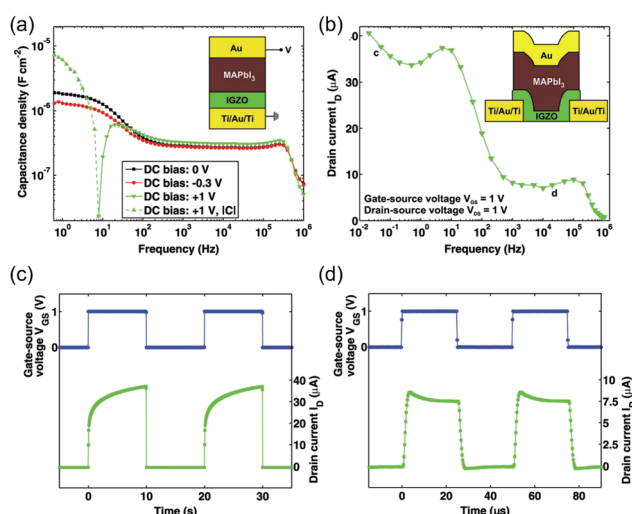 (a)
Capacitance density (F cm⁻²)
10⁻⁵
10⁻⁶
10⁻⁷
Au
V
MAPbI₃
IGZO
Ti/Au/Ti
DC bias: 0 V
DC bias: -0.3 V
DC bias: +1 V
DC bias: +1 V, |C|
10⁰ 10¹ 10² 10³ 10⁴ 10⁵ 10⁶
Frequency (Hz)
(b)
Drain current I_D (μA)
30
20
10
0
c
d
Au
Au
MAPbI₃
Ti/Au/Ti
Ti/Au/Ti
IGZO
Gate-source voltage V_GS = 1 V
Drain-source voltage V_DS = 1 V
10⁻² 10⁻¹ 10⁰ 10¹ 10² 10³ 10⁴ 10⁵ 10⁶
Frequency (Hz)
(c)
Gate-source
voltage V_GS (V)
1
0
40
30
20
10
0
Drain current I_D (μA)
0 10 20 30
Time (s)
(d)
Gate-source
voltage V_GS (V)
1
0
10
7.5
5
2.5
0
Drain current I_D (μA)
0 20 40 60 80
Time (μs)